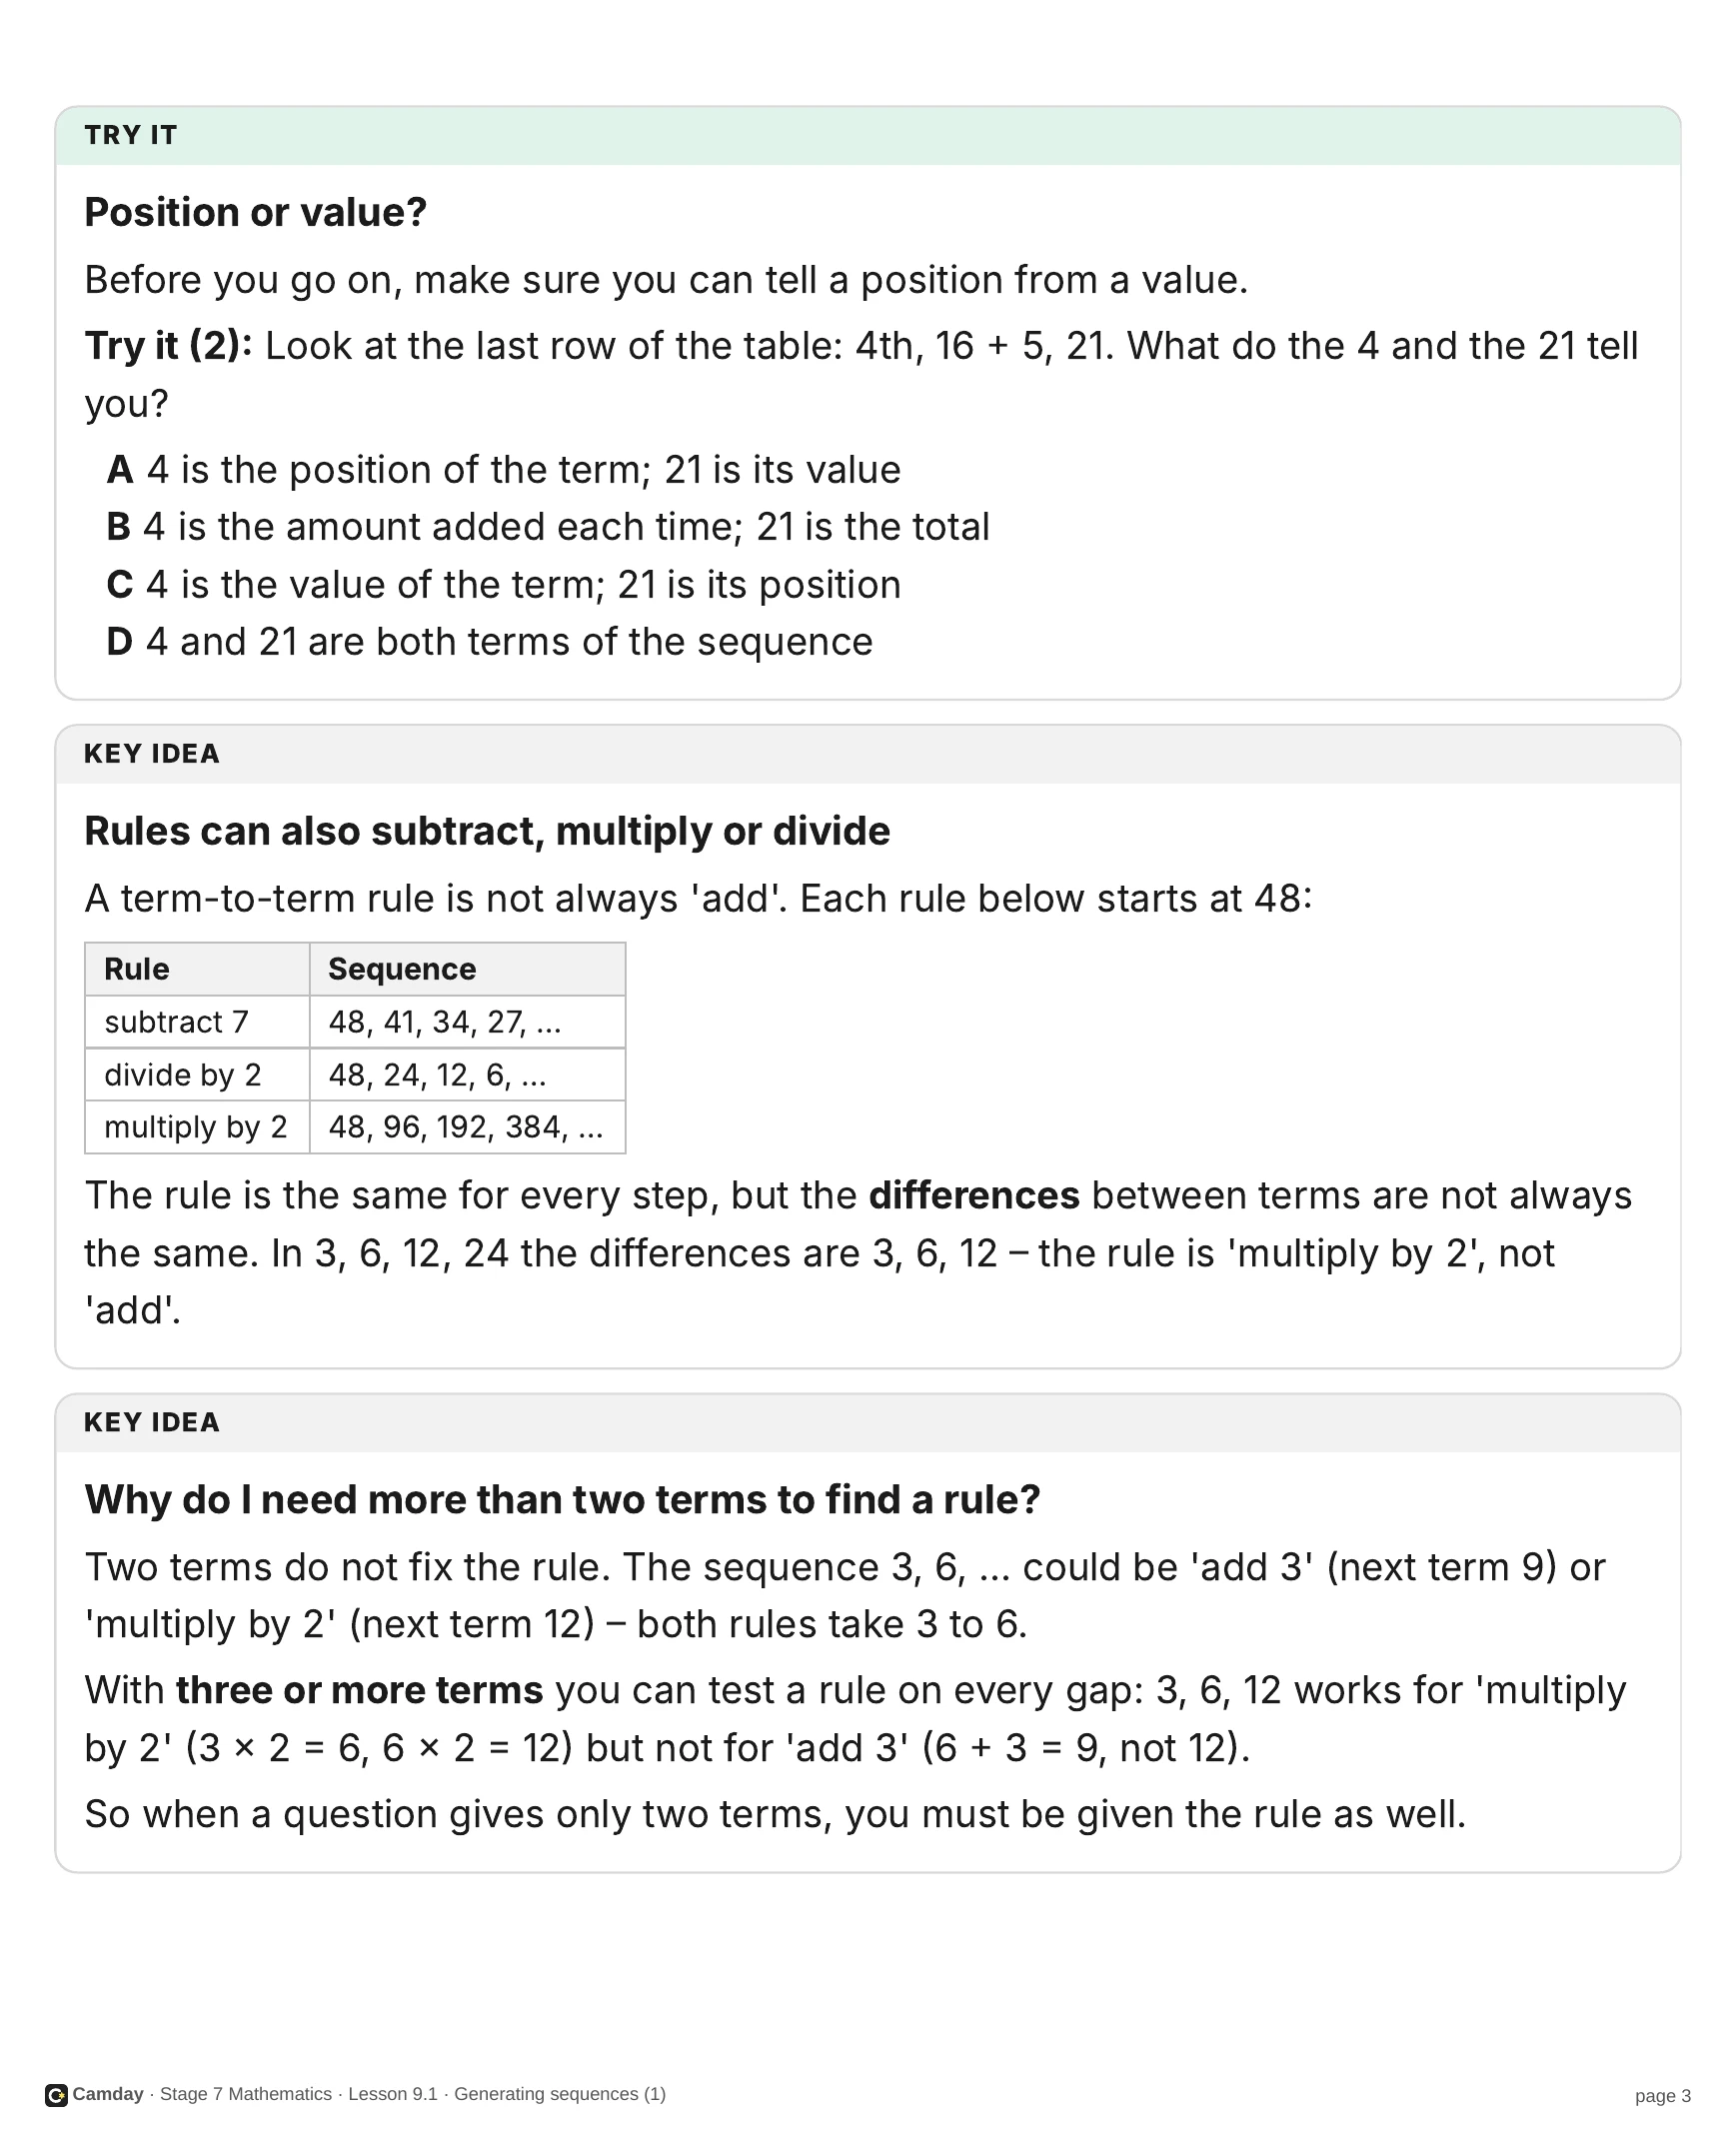 TRY IT
Position or value?
Before you go on, make sure you can tell a position from a value.
Try it (2): Look at the last row of the table: 4th, 16 + 5, 21. What do the 4 and the 21 tell
you?
A 4 is the position of the term; 21 is its value
B 4 is the amount added each time; 21 is the total
C 4 is the value of the term; 21 is its position
D 4 and 21 are both terms of the sequence
KEY IDEA
Rules can also subtract, multiply or divide
A term-to-term rule is not always 'add'. Each rule below starts at 48:
Rule Sequence
subtract 7 48, 41, 34, 27, ...
divide by 2 48, 24, 12, 6, ...
multiply by 2 48, 96, 192, 384, ...
The rule is the same for every step, but the differences between terms are not always
the same. In 3, 6, 12, 24 the differences are 3, 6, 12 – the rule is 'multiply by 2', not
'add'.
KEY IDEA
Why do I need more than two terms to find a rule?
Two terms do not fix the rule. The sequence 3, 6, ... could be 'add 3' (next term 9) or
'multiply by 2' (next term 12) – both rules take 3 to 6.
With three or more terms you can test a rule on every gap: 3, 6, 12 works for 'multiply
by 2' (3 × 2 = 6, 6 × 2 = 12) but not for 'add 3' (6 + 3 = 9, not 12).
So when a question gives only two terms, you must be given the rule as well.
Camday · Stage 7 Mathematics · Lesson 9.1 · Generating sequences (1)
page 3